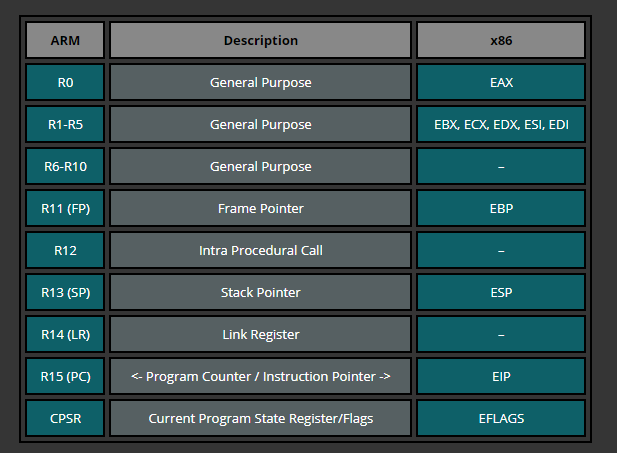 ARM Description x86
R0 General Purpose EAX
R1-R5 General Purpose EBX, ECX, EDX, ESI, EDI
R6-R10 General Purpose –
R11 (FP) Frame Pointer EBP
R12 Intra Procedural Call –
R13 (SP) Stack Pointer ESP
R14 (LR) Link Register –
R15 (PC) <- Program Counter / Instruction Pointer -> EIP
CPSR Current Program State Register/Flags EFLAGS